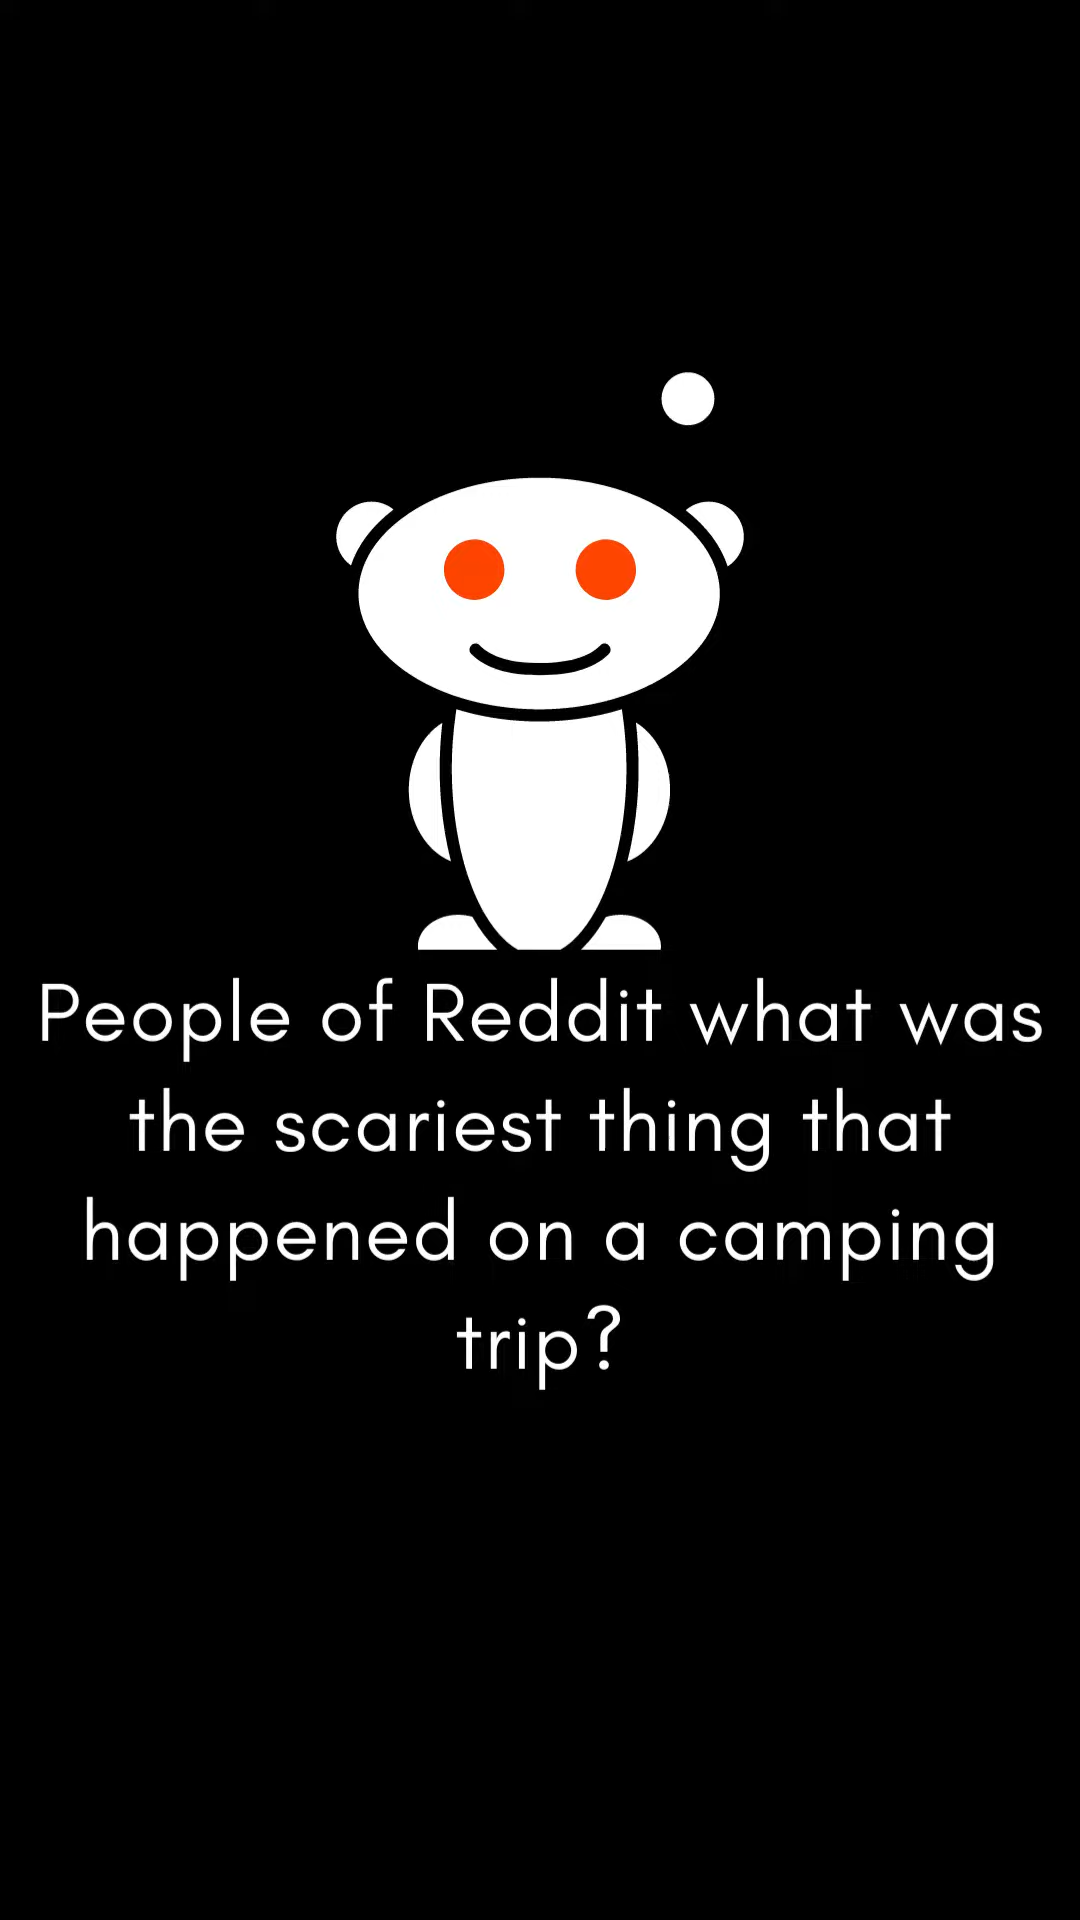 People of Reddit what was
the scariest thing that
happened on a camping
trip?